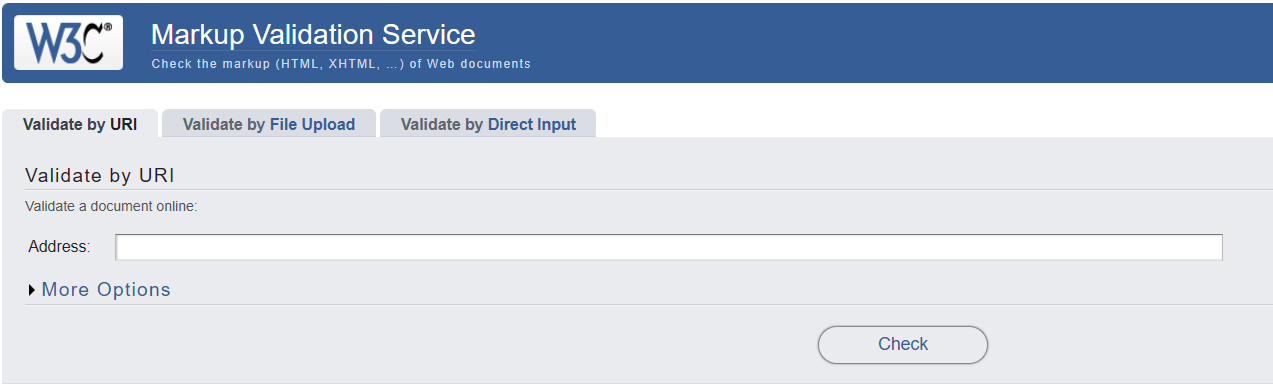 W3C®
Markup Validation Service
Check the markup (HTML, XHTML, …) of Web documents
Validate by URI
Validate by File Upload
Validate by Direct Input
Validate by URI
Validate a document online:
Address:
More Options
Check